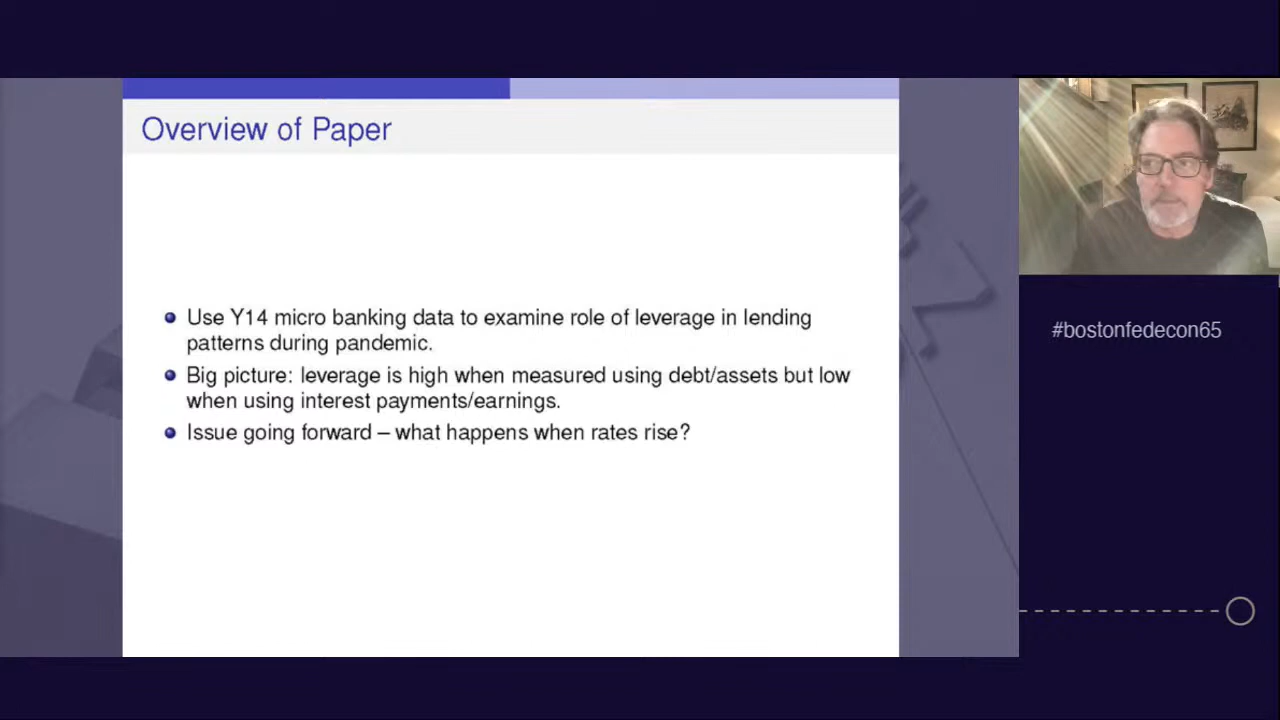 Overview of Paper
Use Y14 micro banking data to examine role of leverage in lending
patterns during pandemic.
Big picture: leverage is high when measured using debt/assets but low
when using interest payments/earnings.
Issue going forward – what happens when rates rise?
#bostonfedecon65